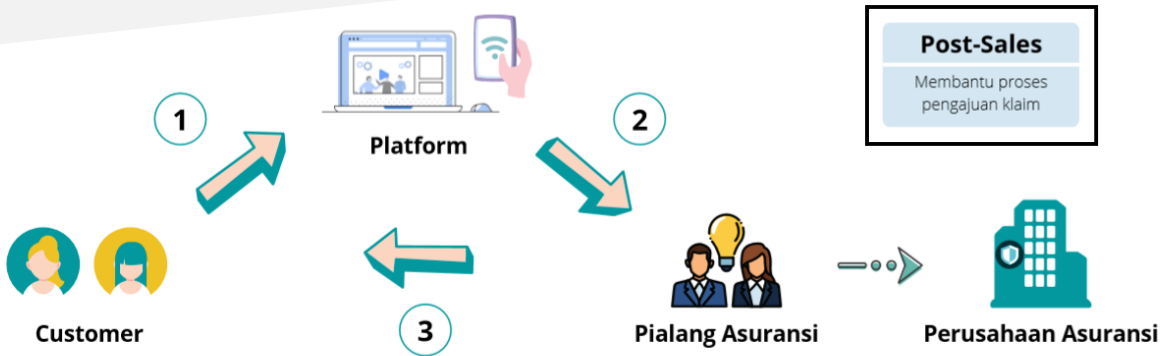 Post-Sales
Membantu proses
pengajuan klaim
1
2
Platform
Customer
3
Pialang Asuransi
Perusahaan Asuransi